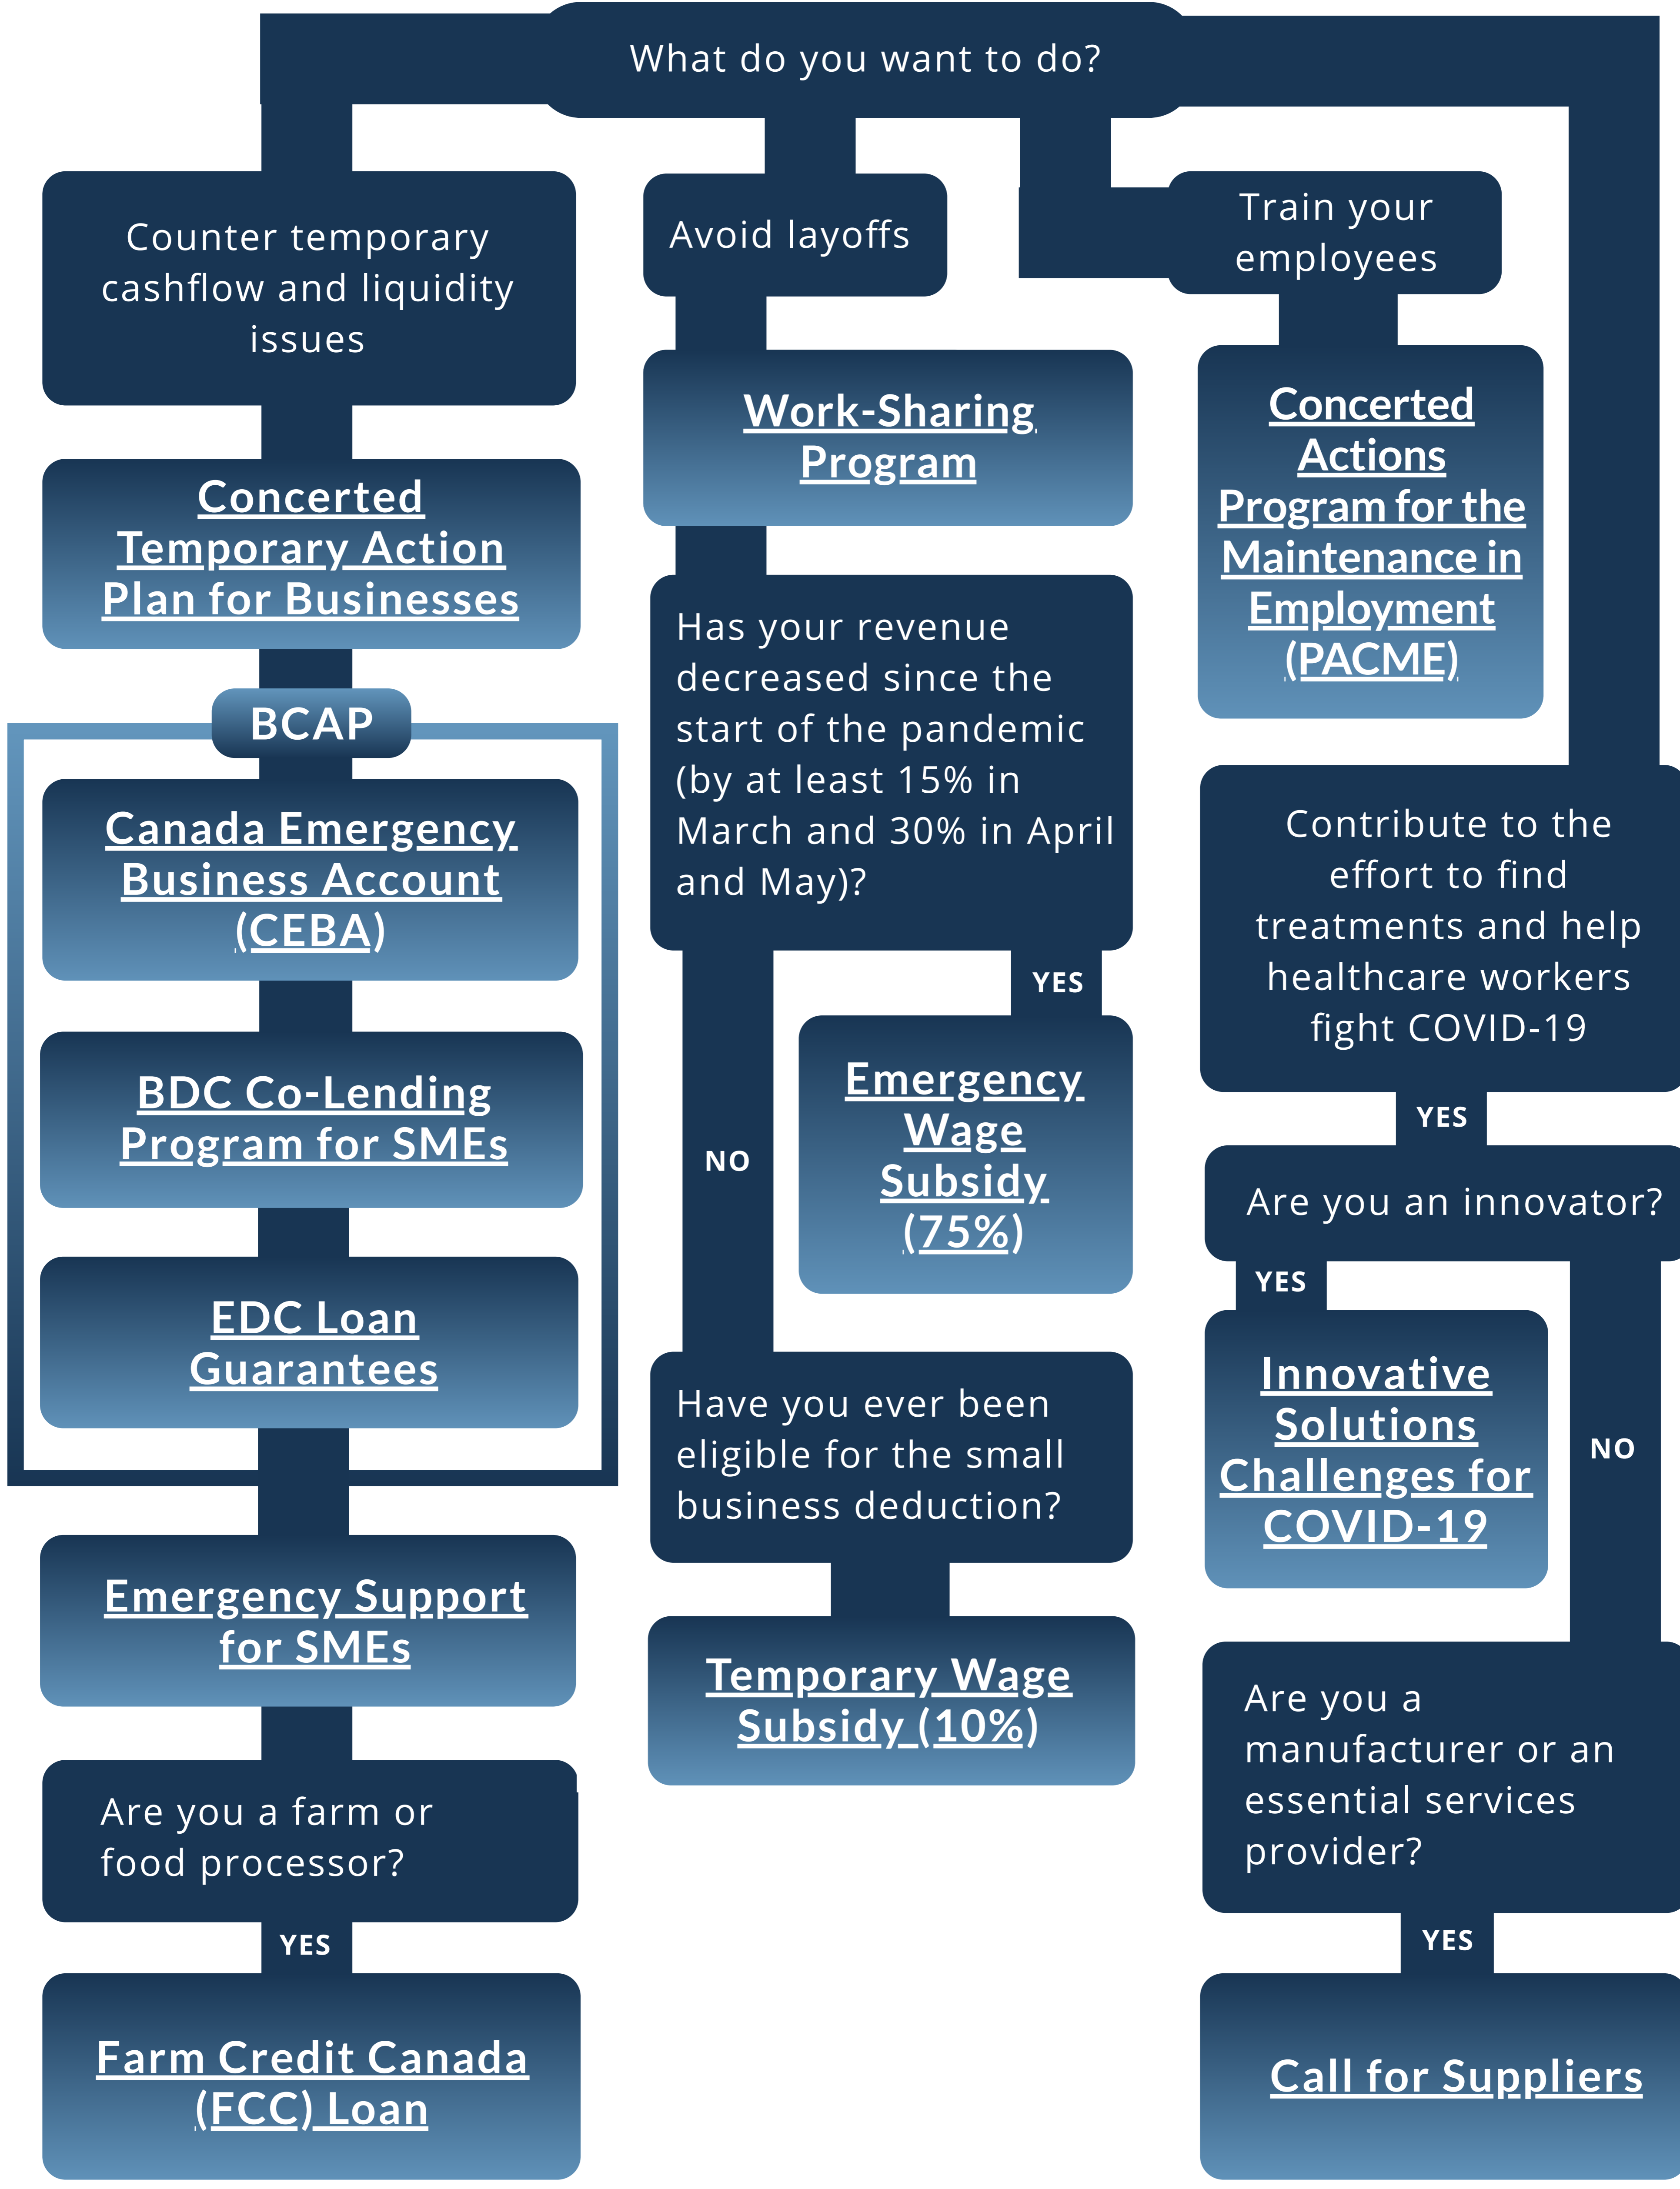 What do you want to do?
Counter temporary
cashflow and liquidity
issues
Concerted
Temporary Action
Plan for Businesses
BCAP
Canada Emergency
Business Account
(CEBA)
BDC Co-Lending
Program for SMEs
EDC Loan
Guarantees
Emergency Support
for SMEs
Are you a farm or
food processor?
YES
Farm Credit Canada
(FCC) Loan
Avoid layoffs
Work-Sharing
Program
Has your revenue
decreased since the
start of the pandemic
(by at least 15% in
March and 30% in April
and May)?
YES
Emergency
Wage
Subsidy
(75%)
NO
Have you ever been
eligible for the small
business deduction?
Temporary Wage
Subsidy (10%)
Train your
employees
Concerted
Actions
Program for the
Maintenance in
Employment
(PACME)
Contribute to the
effort to find
treatments and help
healthcare workers
fight COVID-19
YES
Are you an innovator?
YES
Innovative
Solutions
Challenges for
COVID-19
NO
Are you a
manufacturer or an
essential services
provider?
YES
Call for Suppliers